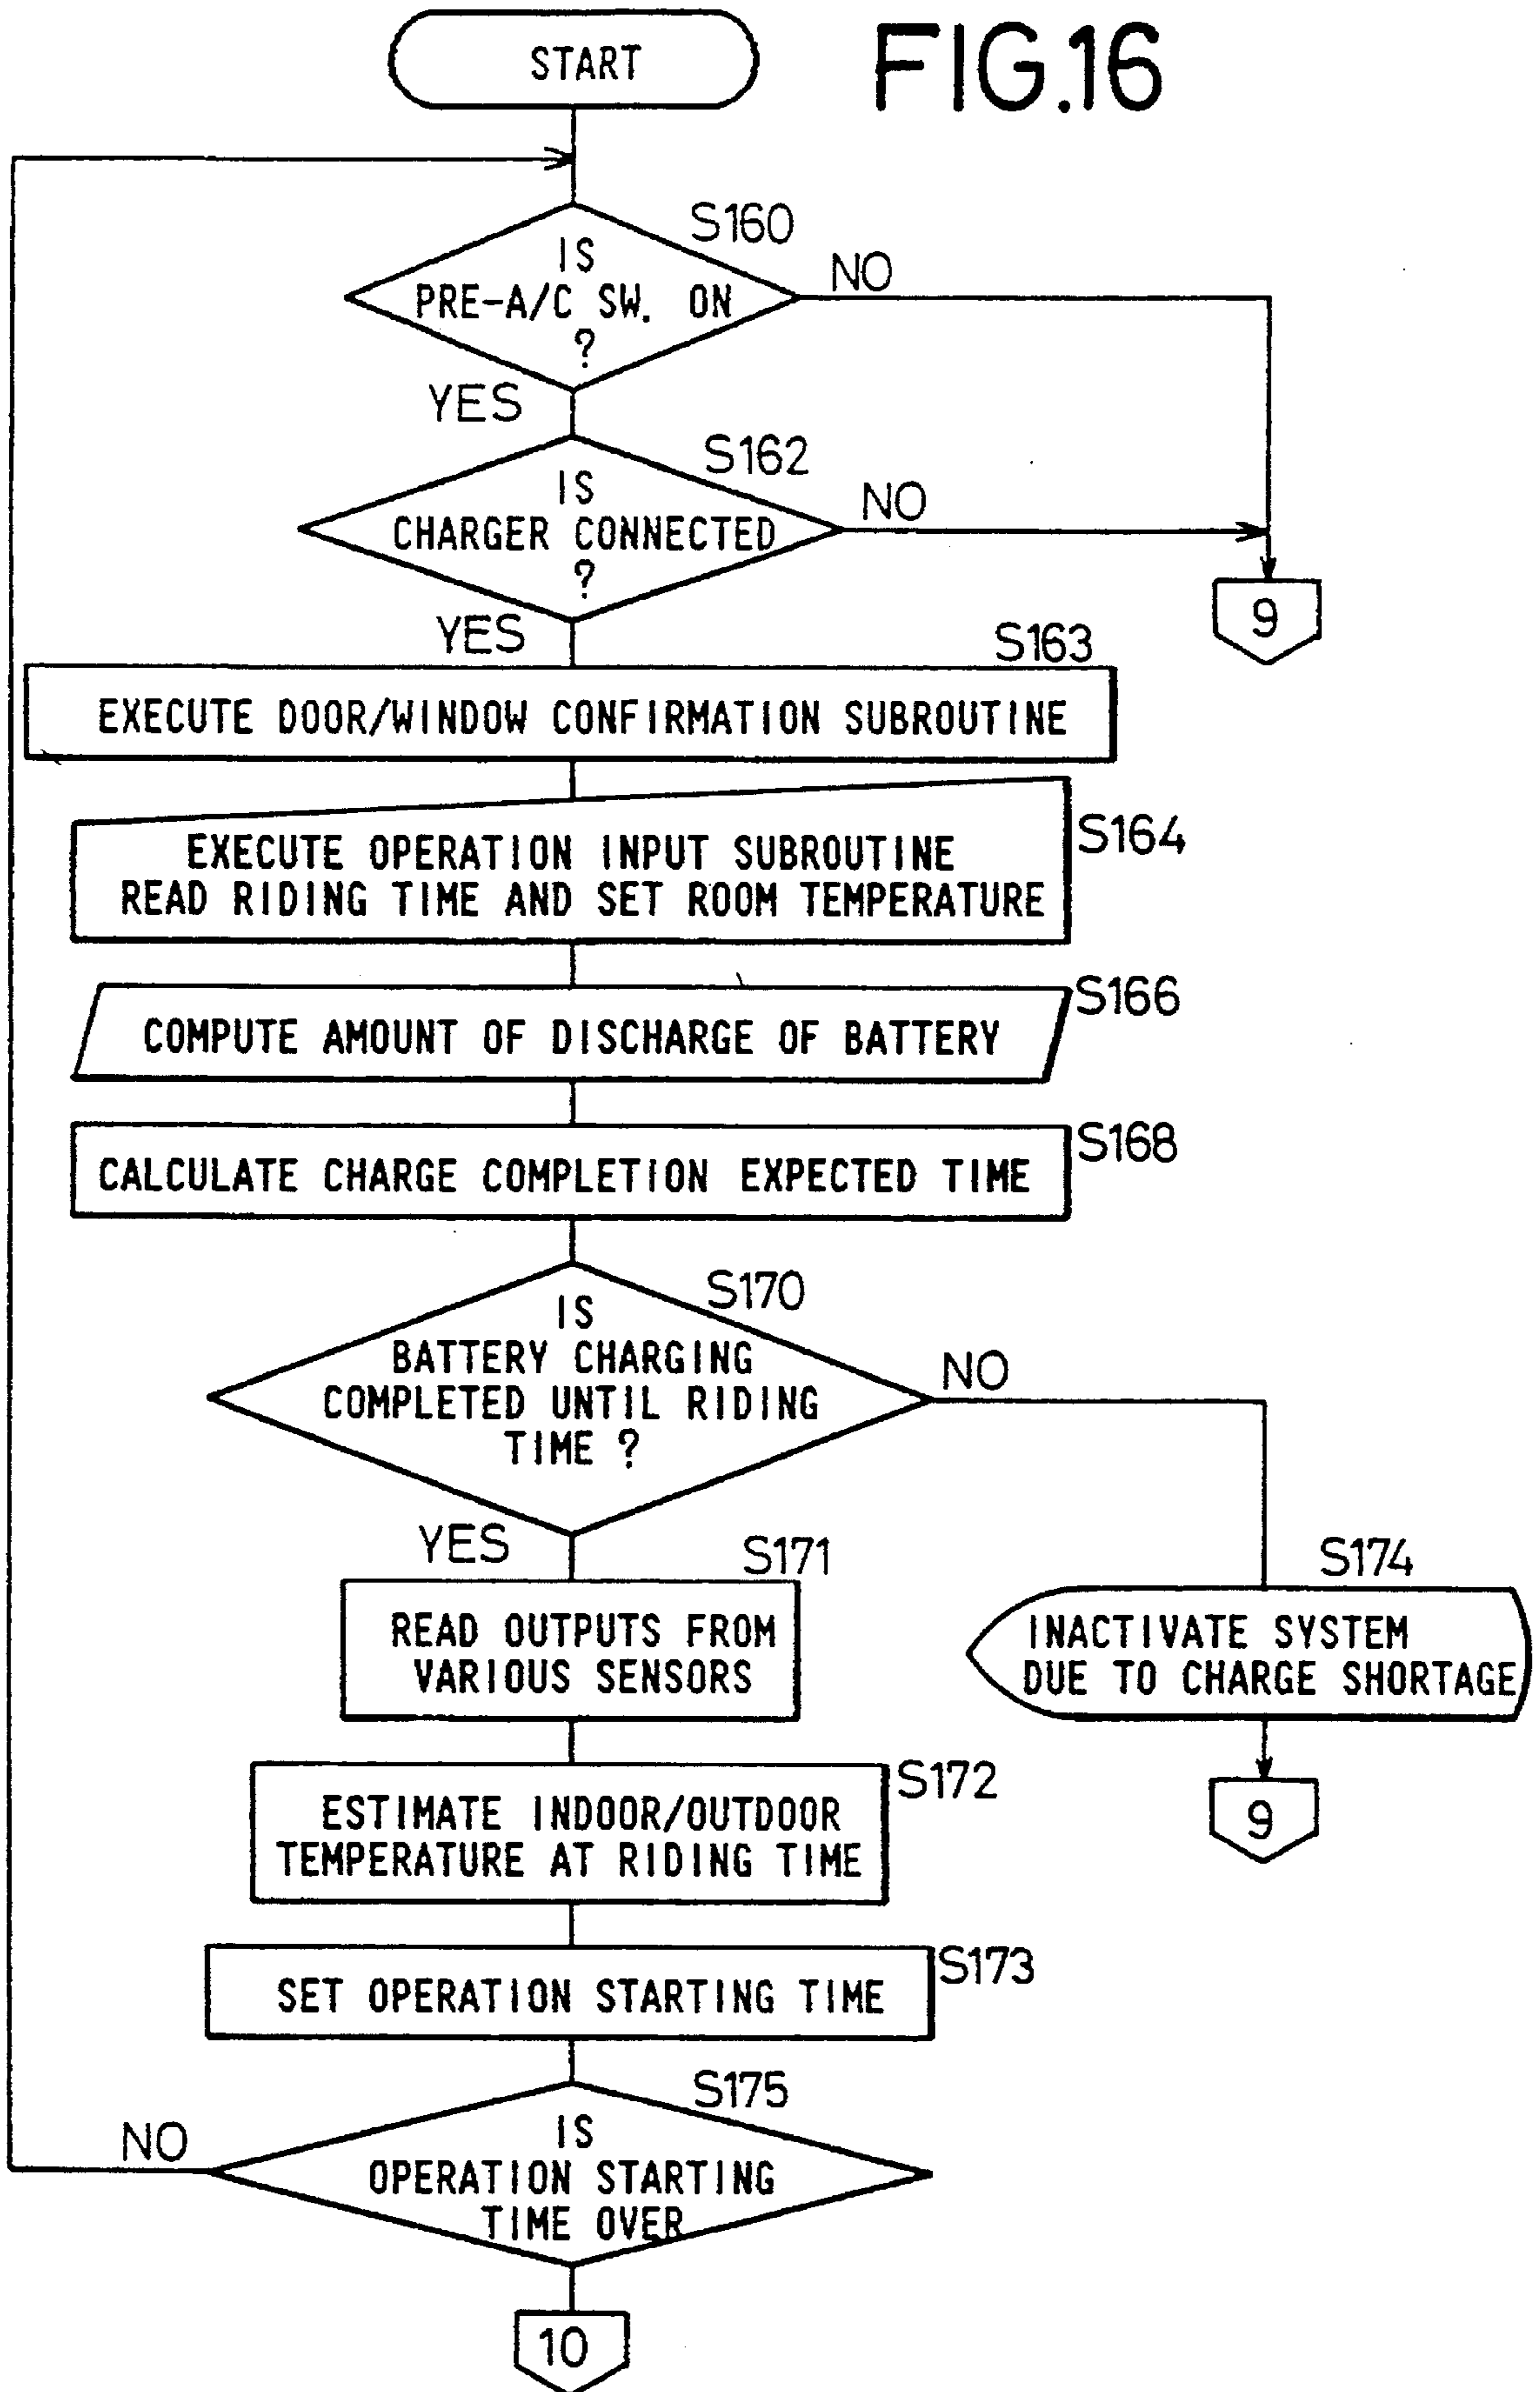 START
FIG.16
S160
IS
PRE-A/C SW. ON
?
NO
YES
S162
IS
CHARGER CONNECTED
?
NO
9
YES
S163
EXECUTE DOOR/WINDOW CONFIRMATION SUBROUTINE
S164
EXECUTE OPERATION INPUT SUBROUTINE
READ RIDING TIME AND SET ROOM TEMPERATURE
S166
COMPUTE AMOUNT OF DISCHARGE OF BATTERY
S168
CALCULATE CHARGE COMPLETION EXPECTED TIME
S170
IS
BATTERY CHARGING
COMPLETED UNTIL RIDING
TIME ?
NO
YES
S171
READ OUTPUTS FROM
VARIOUS SENSORS
S174
INACTIVATE SYSTEM
DUE TO CHARGE SHORTAGE
9
S172
ESTIMATE INDOOR/OUTDOOR
TEMPERATURE AT RIDING TIME
S173
SET OPERATION STARTING TIME
S175
IS
OPERATION STARTING
TIME OVER
NO
10